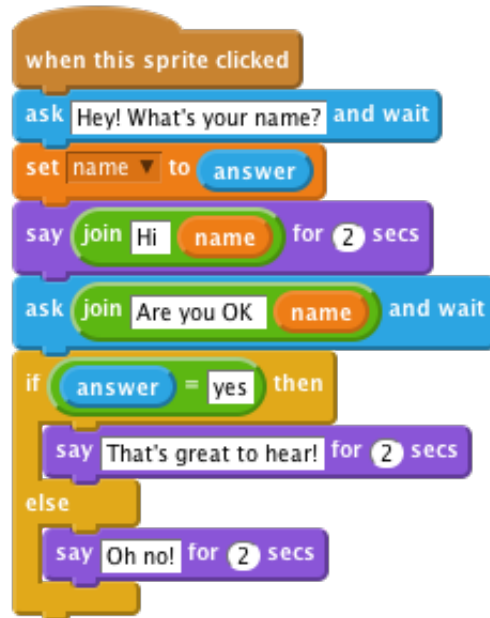 when this sprite clicked
ask Hey! What's your name? and wait
set name to answer
say join Hi name for 2 secs
ask join Are you OK name and wait
if answer = yes then
say That's great to hear! for 2 secs
else
say Oh no! for 2 secs